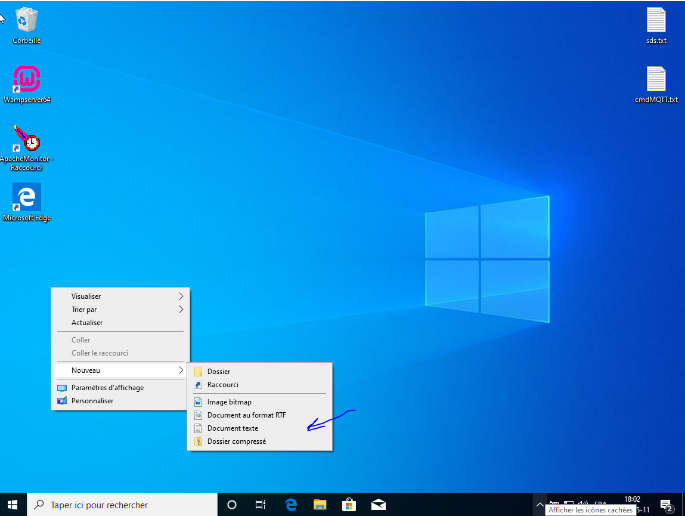 Corbeille
sds.txt
Wampserver64
cmdMQTT.txt
ApacheMonitor -
Raccourci
Microsoft Edge
Visualiser
Trier par
Actualiser
Coller
Coller le raccourci
Nouveau
Paramètres d'affichage
Personnaliser
Dossier
Raccourci
Image bitmap
Document au format RTF
Document texte
Dossier compressé
Taper ici pour rechercher
18:02
Afficher les icônes cachées
5-11
2